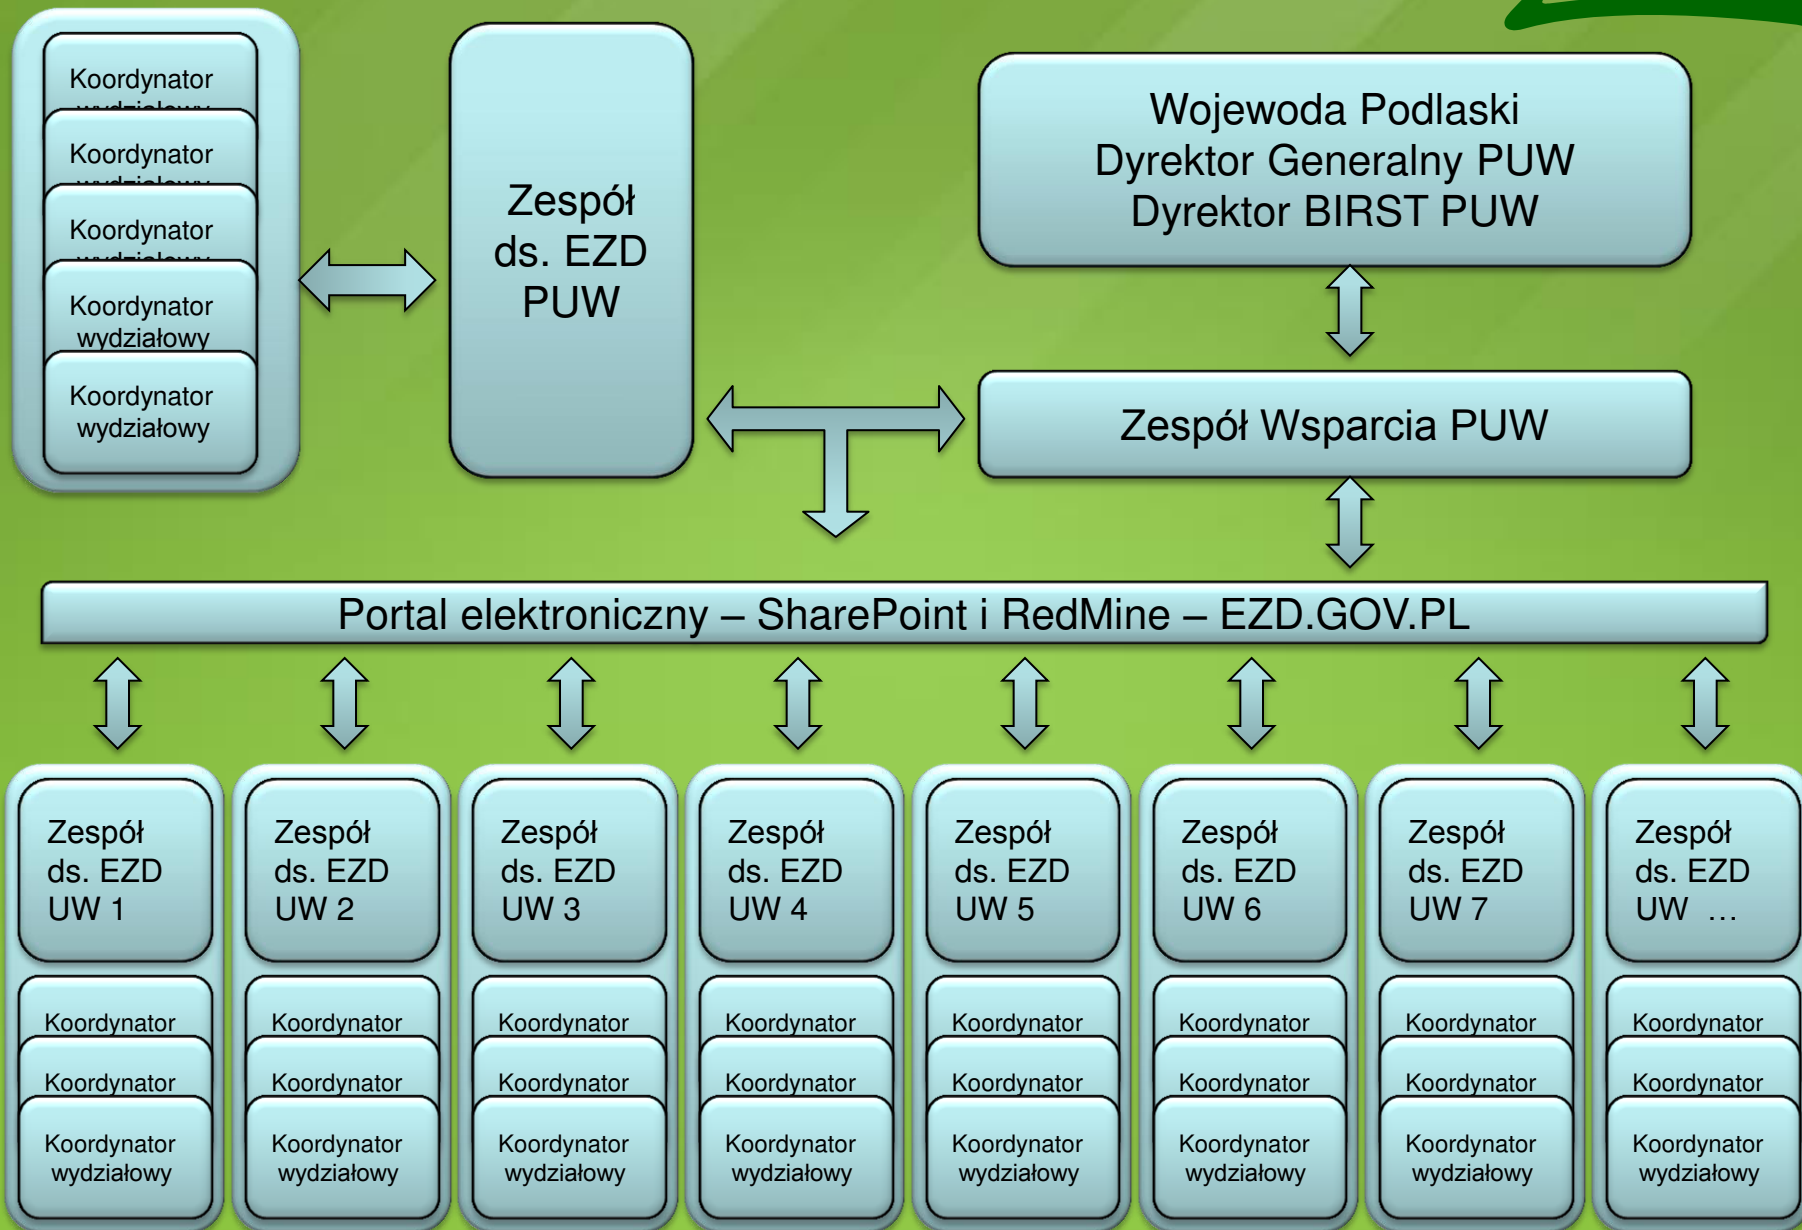 Koordynator
Koordynator
Koordynator
Koordynator
wydziałowy
Koordynator
wydziałowy
Zespół
ds. EZD
PUW
Wojewoda Podlaski
Dyrektor Generalny PUW
Dyrektor BIRST PUW
Zespół Wsparcia PUW
Portal elektroniczny – SharePoint i RedMine – EZD.GOV.PL
Zespół
ds. EZD
UW 1
Koordynator
Koordynator
Koordynator
wydziałowy
Zespół
ds. EZD
UW 2
Koordynator
Koordynator
Koordynator
wydziałowy
Zespół
ds. EZD
UW 3
Koordynator
Koordynator
Koordynator
wydziałowy
Zespół
ds. EZD
UW 4
Koordynator
Koordynator
Koordynator
wydziałowy
Zespół
ds. EZD
UW 5
Koordynator
Koordynator
Koordynator
wydziałowy
Zespół
ds. EZD
UW 6
Koordynator
Koordynator
Koordynator
wydziałowy
Zespół
ds. EZD
UW 7
Koordynator
Koordynator
Koordynator
wydziałowy
Zespół
ds. EZD
UW …
Koordynator
Koordynator
Koordynator
wydziałowy